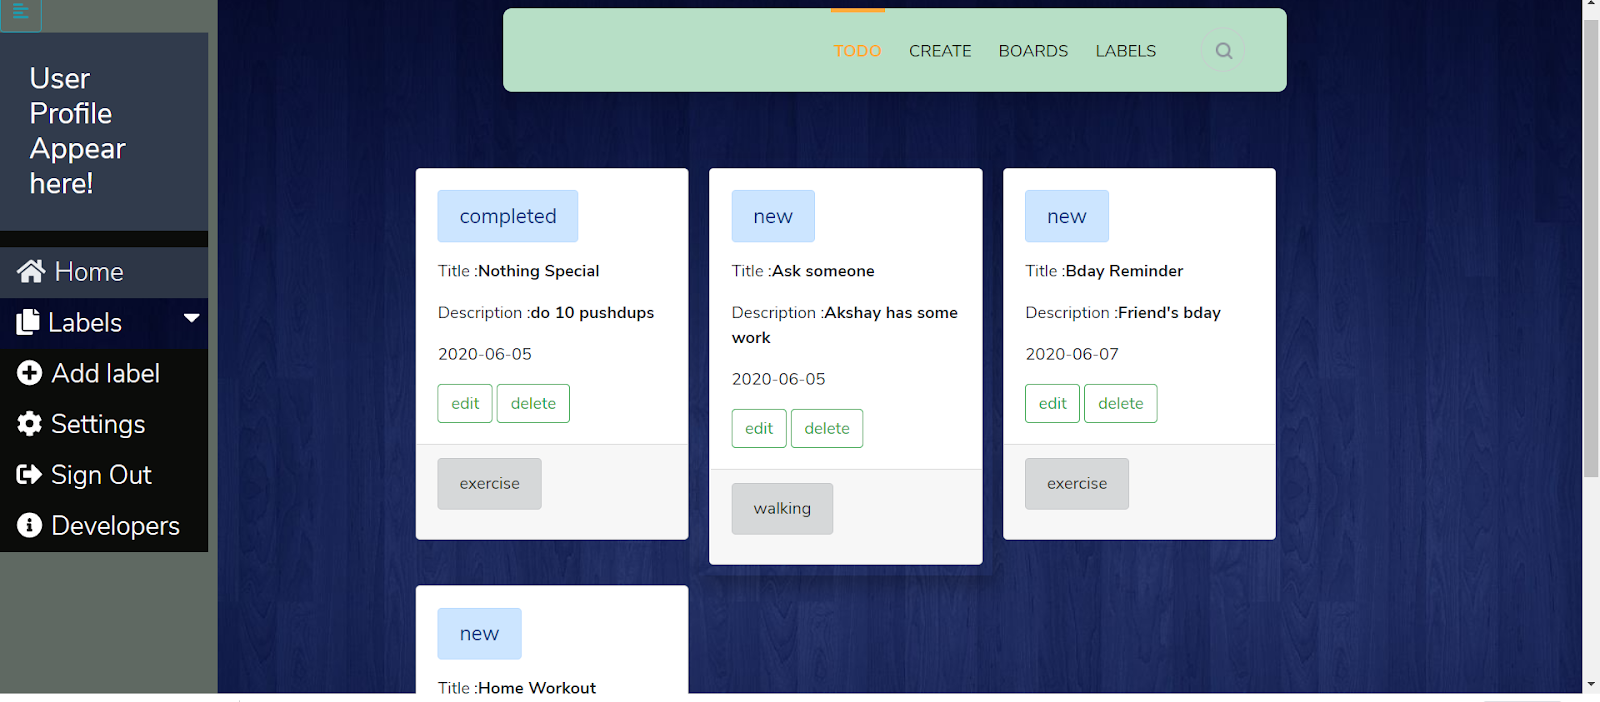 User
Profile
Appear
here!
Home
Labels
Add label
Settings
Sign Out
Developers
TODO CREATE BOARDS LABELS
completed
Title :Nothing Special
Description :do 10 pushdups
2020-06-05
edit delete
exercise
new
Title :Ask someone
Description :Akshay has some
work
2020-06-05
edit delete
walking
new
Title :Bday Reminder
Description :Friend's bday
2020-06-07
edit delete
exercise
new
Title :Home Workout